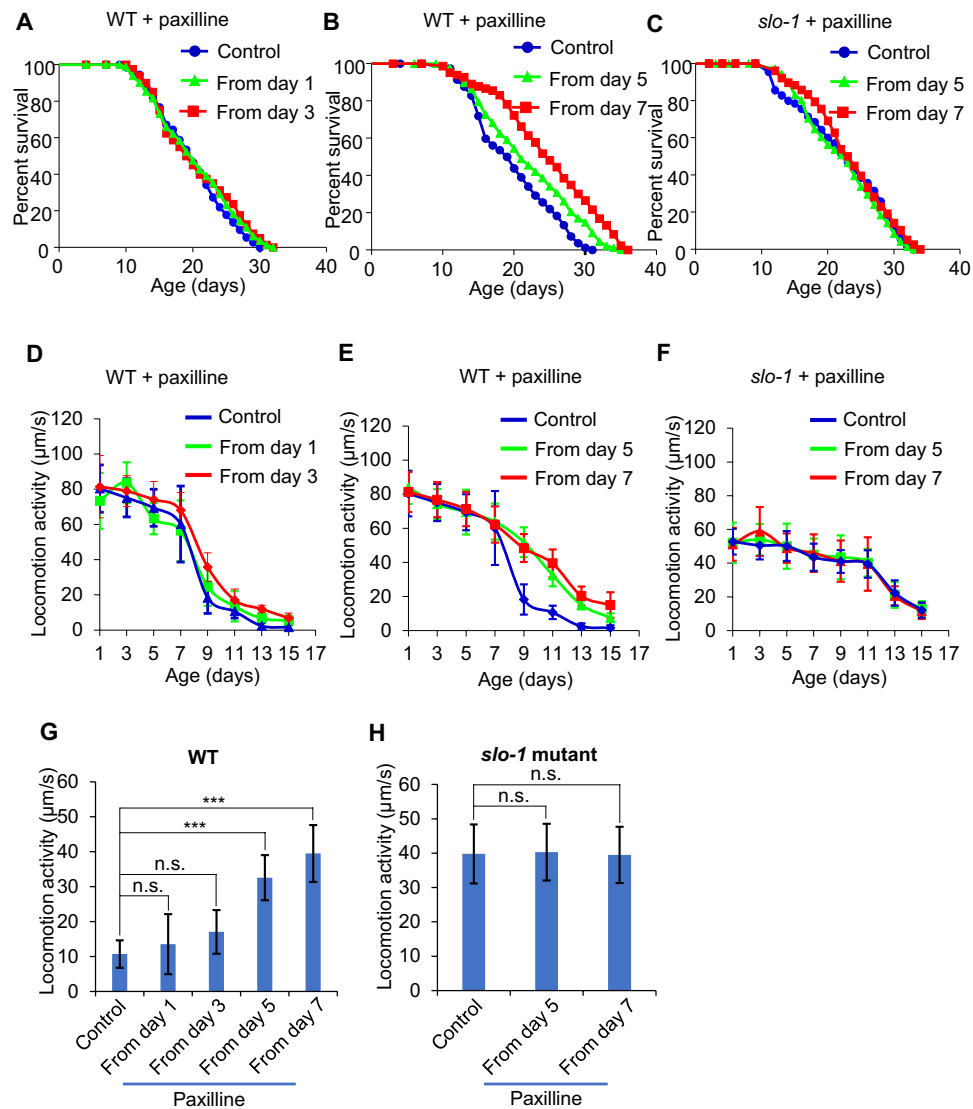 A
WT + paxilline
Control
From day 1
From day 3
Percent survival
100
80
60
40
20
0
0 10 20 30 40
Age (days)
B
WT + paxilline
Control
From day 5
From day 7
Percent survival
100
80
60
40
20
0
0 10 20 30 40
Age (days)
C
slo-1 + paxilline
Control
From day 5
From day 7
Percent survival
100
80
60
40
20
0
0 10 20 30 40
Age (days)
D
WT + paxilline
Control
From day 1
From day 3
Locomotion activity (μm/s)
120
100
80
60
40
20
0
1 3 5 7 9 11 13 15 17
Age (days)
E
WT + paxilline
Control
From day 5
From day 7
Locomotion activity (μm/s)
120
100
80
60
40
20
0
1 3 5 7 9 11 13 15 17
Age (days)
F
slo-1 + paxilline
Control
From day 5
From day 7
Locomotion activity (μm/s)
120
100
80
60
40
20
0
1 3 5 7 9 11 13 15 17
Age (days)
G
WT
Locomotion activity (μm/s)
60
50
40
30
20
10
0
***
***
n.s.
n.s.
Control
From day 1
From day 3
From day 5
From day 7
Paxilline
H
slo-1 mutant
Locomotion activity (μm/s)
60
50
40
30
20
10
0
n.s.
n.s.
Control
From day 5
From day 7
Paxilline